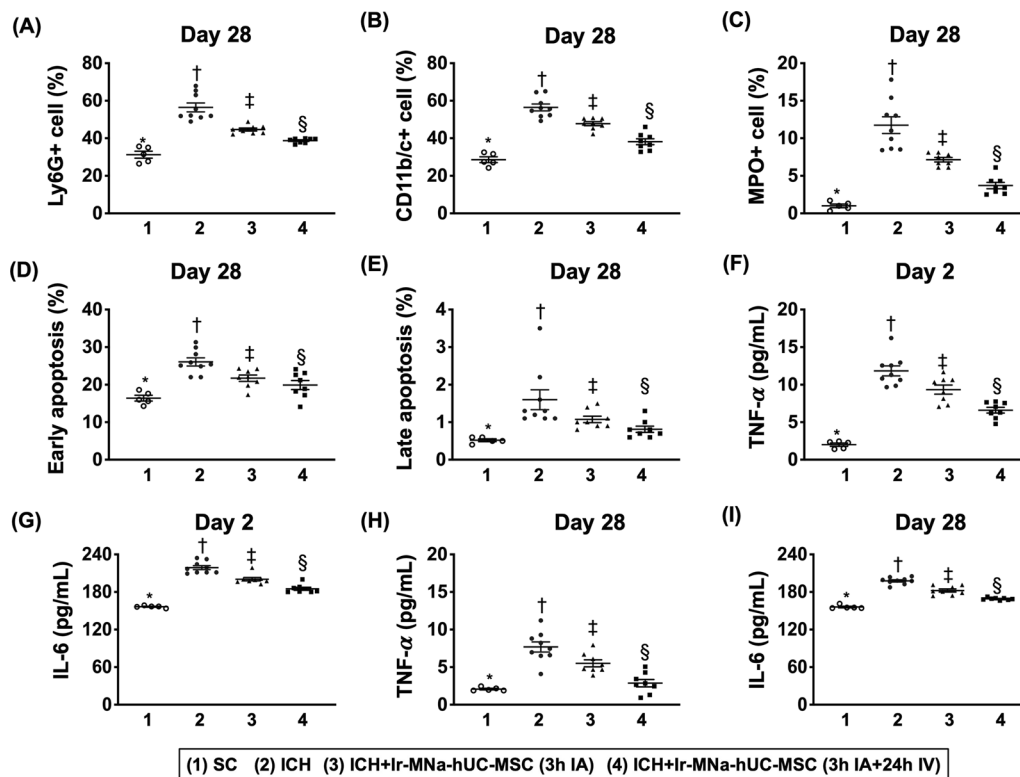 (A)
Day 28
Ly6G+ cell (%)
80
60
40
20
0
*
†
‡
§
1 2 3 4
(B)
Day 28
CD11b/c+ cell (%)
80
60
40
20
0
*
†
‡
§
1 2 3 4
(C)
Day 28
MPO+ cell (%)
20
15
10
5
0
*
†
‡
§
1 2 3 4
(D)
Day 28
Early apoptosis (%)
40
30
20
10
0
*
†
‡
§
1 2 3 4
(E)
Day 28
Late apoptosis (%)
4
3
2
1
0
*
†
‡
§
1 2 3 4
(F)
Day 2
TNF-α (pg/mL)
20
15
10
5
0
*
†
‡
§
1 2 3 4
(G)
Day 2
IL-6 (pg/mL)
240
180
120
60
0
*
†
‡
§
1 2 3 4
(H)
Day 28
TNF-α (pg/mL)
20
15
10
5
0
*
†
‡
§
1 2 3 4
(I)
Day 28
IL-6 (pg/mL)
240
180
120
60
0
*
†
‡
§
1 2 3 4
(1) SC (2) ICH (3) ICH+Ir-MNa-hUC-MSC (3h IA) (4) ICH+Ir-MNa-hUC-MSC (3h IA+24h IV)